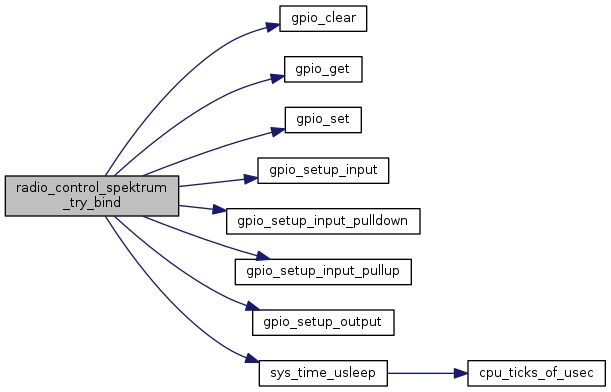 gpio_clear
gpio_get
gpio_set
gpio_setup_input
radio_control_spektrum
_try_bind
gpio_setup_input_pulldown
gpio_setup_input_pullup
gpio_setup_output
sys_time_usleep
cpu_ticks_of_usec